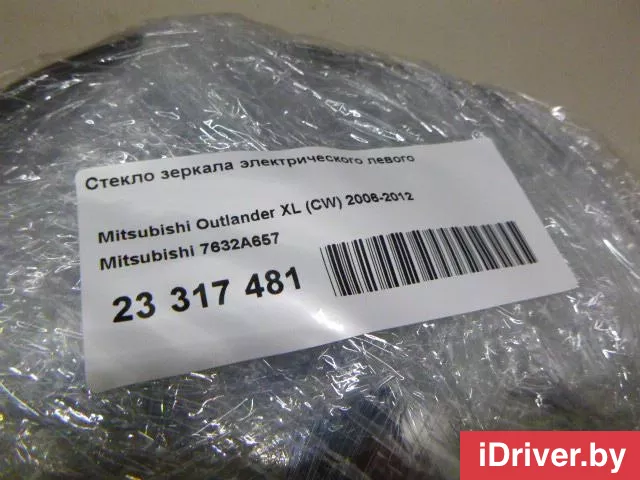 Стекло зеркала электрического левого
Mitsubishi Outlander XL (CW) 2006-2012
Mitsubishi 7632A657
23 317 481
iDriver.by